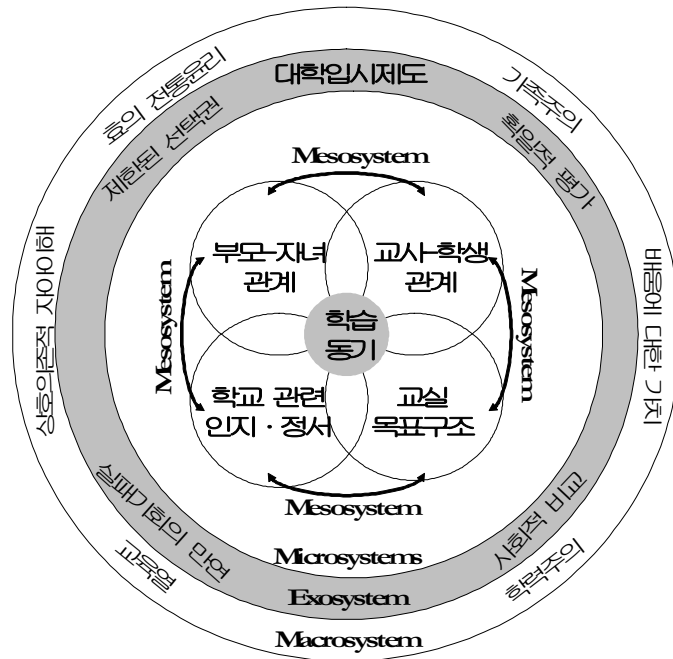 대학입시제도
효의 전통윤리
가족주의
제한된 선택권
획일적 평가
Mesosystem
부모-자녀
관계
교사-학생
관계
상호의존적 자아이해
Mesosystem
학습
동기
Mesosystem
배움에 대한 가치
학교 관련
인지·정서
교실
목표구조
Mesosystem
실패대회의 만연
사회적 비교
교육열
학력주의
Microsystems
Exosystem
Macrosystem